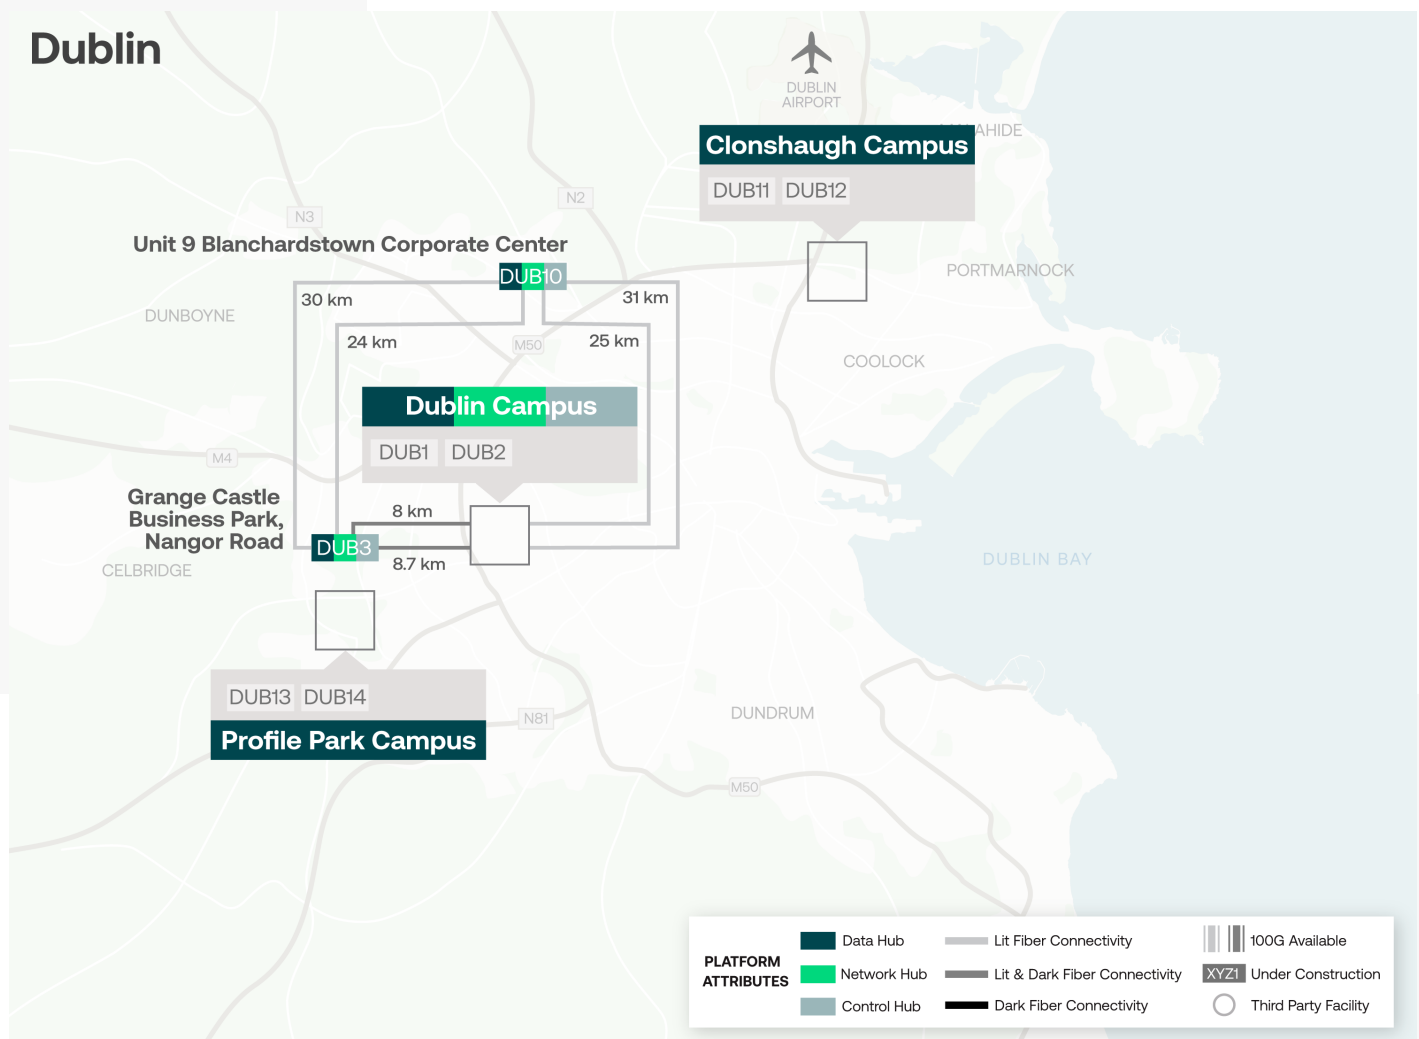 Dublin
DUBLIN
AIRPORT
AHIDE
Clonshaugh Campus
DUB11 DUB12
N2
N3
Unit 9 Blanchardstown Corporate Center
DUB10
PORTMARNOCK
30 km
31 km
DUNBOYNE
24 km
M50
25 km
COOLOCK
Dublin Campus
DUB1 DUB2
M4
Grange Castle
Business Park,
Nangor Road
8 km
DUB3
8.7 km
CELBRIDGE
DUBLIN BAY
DUB13 DUB14
Profile Park Campus
N81
DUNDRUM
M50
PLATFORM
ATTRIBUTES
Data Hub
Network Hub
Control Hub
Lit Fiber Connectivity
Lit & Dark Fiber Connectivity
Dark Fiber Connectivity
100G Available
XYZ1 Under Construction
Third Party Facility